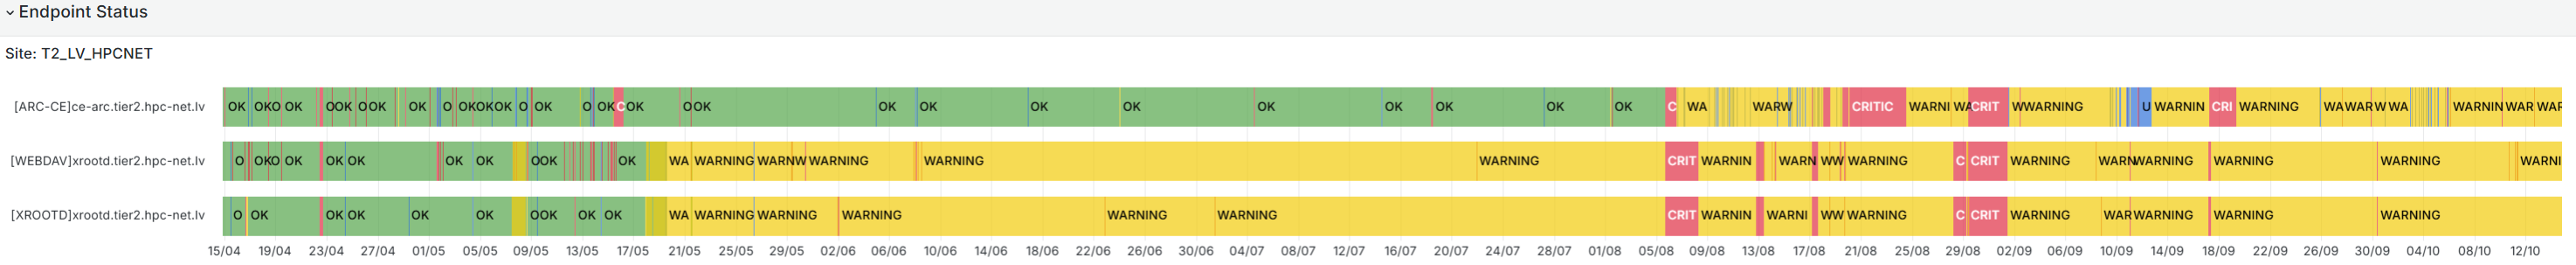 Endpoint Status
Site: T2_LV_HPCNET
[ARC-CE]ce-arc.tier2.hpc-net.lv OK OKO OK OOK OOK OK O OKOKOK O OK O OK C OK O OK OK OK OK OK OK OK OK OK OK C WA WARW CRITIC WARNI WA CRIT WWARNING U WARNIN CRI WARNING WAWAR W WA WARNIN WAR WAR
[WEBDAV]xrootd.tier2.hpc-net.lv O OKO OK OK OK OK OK OOK OK WA WARNING WARNW WARNING WARNING WARNING CRIT WARNIN WARN WW WARNING C CRIT WARNING WARNWARNING WARNING WARNING WARNI
[XROOTD]xrootd.tier2.hpc-net.lv O OK OK OK OK OK OOK OK OK WA WARNING WARNING WARNING WARNING WARNING CRIT WARNIN WARNI WW WARNING C CRIT WARNING WAR WARNING WARNING WARNING
15/04 19/04 23/04 27/04 01/05 05/05 09/05 13/05 17/05 21/05 25/05 29/05 02/06 06/06 10/06 14/06 18/06 22/06 26/06 30/06 04/07 08/07 12/07 16/07 20/07 24/07 28/07 01/08 05/08 09/08 13/08 17/08 21/08 25/08 29/08 02/09 06/09 10/09 14/09 18/09 22/09 26/09 30/09 04/10 08/10 12/10